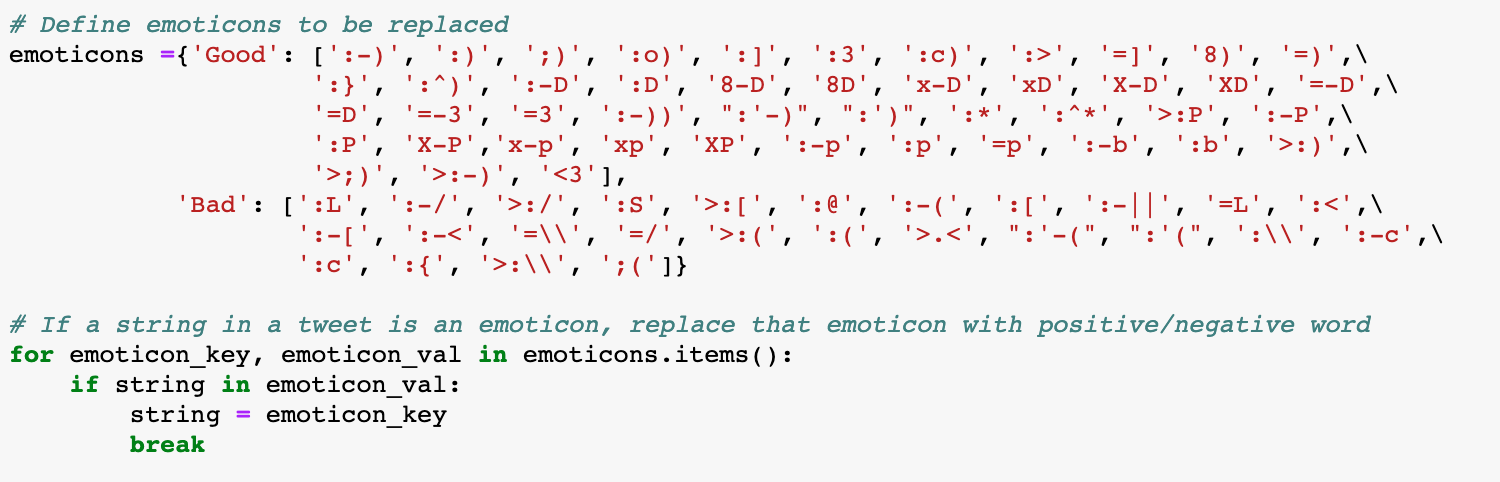 # Define emoticons to be replaced
emoticons ={'Good': [':-)', ':)', ';)', ':o)', ':]', ':3', ':c)', ':>', '=]', '8)', '=)',\
':}', ':^)', ':-D', ':D', '8-D', '8D', 'x-D', 'xD', 'X-D', 'XD', '=-D',\
'=D', '=-3', '=3', ':-))', ":'-)", ":')", ':*', ':^*', '>:P', ':-P',\
':P', 'X-P','x-p', 'xp', 'XP', ':-p', ':p', '=p', ':-b', ':b', '>:)',\
'>;)', '>:-)', '<3'],
'Bad': [':L', ':-/', '>:/', ':S', '>:[', ':@', ':-(', ':[', ':-||', '=L', ':<',\
':-[', ':-<', '=\\', '=/', '>:(', ':(', '>.<', ":'-(", ":'(", ':\\', ':-c',\
':c', ':{', '>:\\', ';(']}
# If a string in a tweet is an emoticon, replace that emoticon with positive/negative word
for emoticon_key, emoticon_val in emoticons.items():
if string in emoticon_val:
string = emoticon_key
break